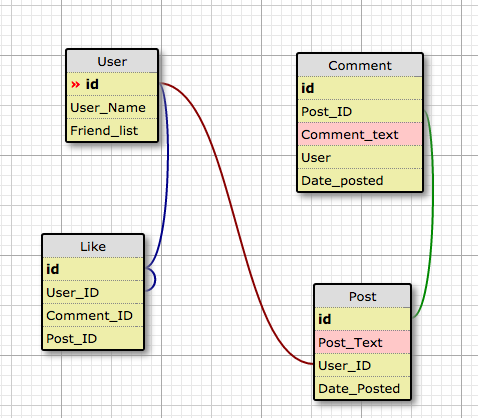 User
» id
User_Name
Friend_list
Comment
id
Post_ID
Comment_text
User
Date_posted
Like
id
User_ID
Comment_ID
Post_ID
Post
id
Post_Text
User_ID
Date_Posted